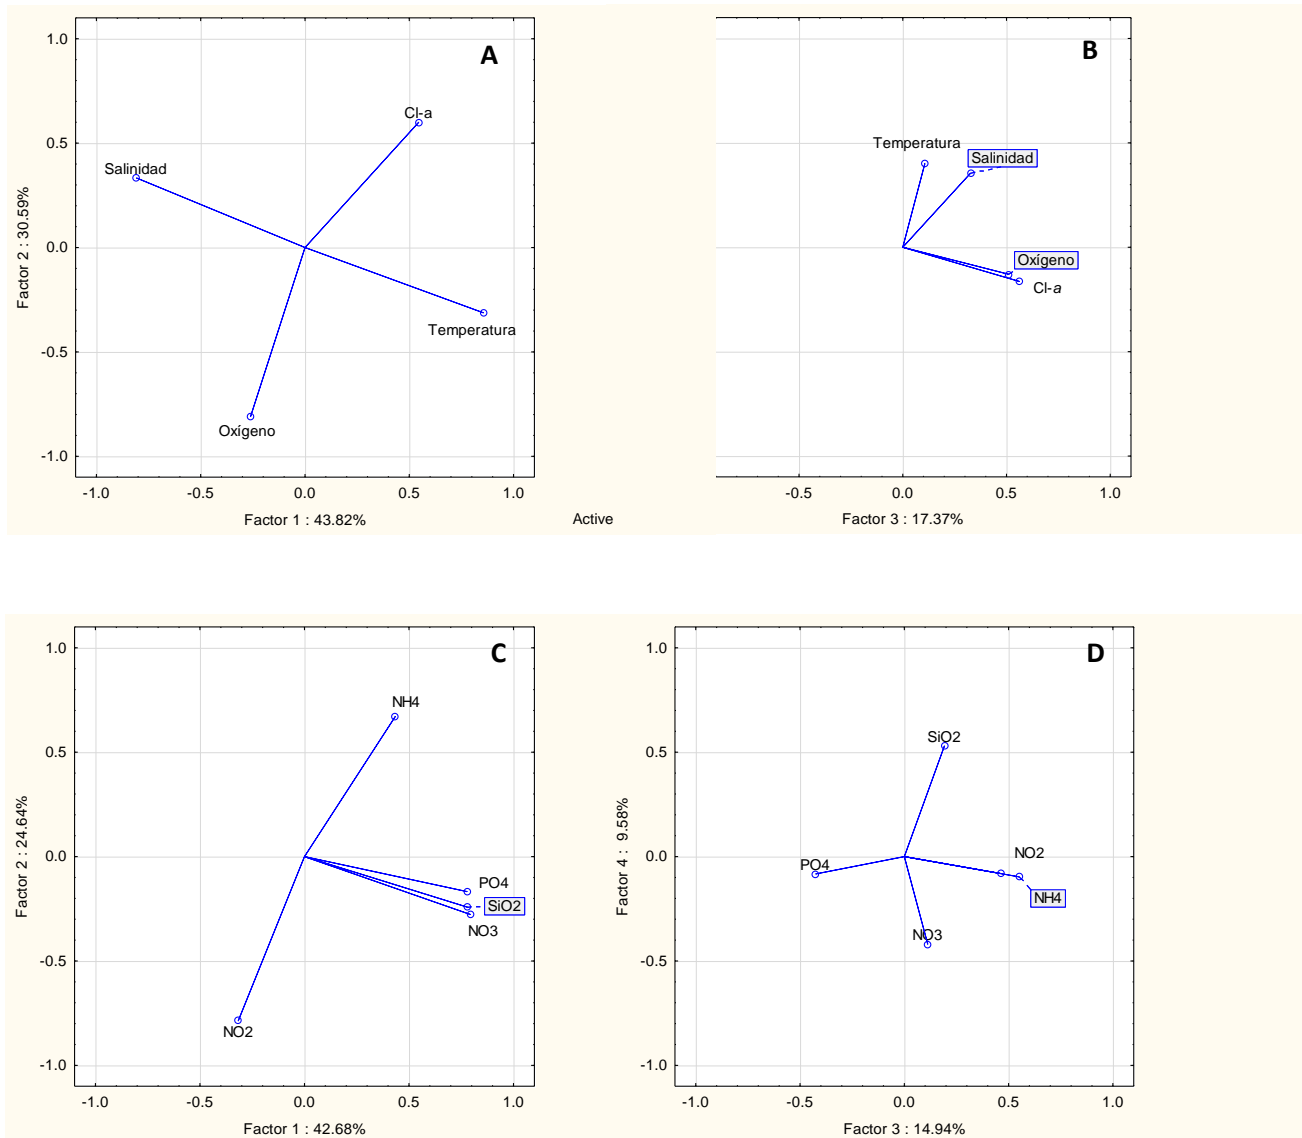 A
1.0
0.5
0.0
-0.5
-1.0
Factor 2 : 30.59%
Cl-a
Salinidad
Temperatura
Oxígeno
-1.0 -0.5 0.0 0.5 1.0
Factor 1 : 43.82%
Active
B
Temperatura
Salinidad
Oxígeno
Cl-a
-0.5 0.0 0.5 1.0
Factor 3 : 17.37%
C
1.0
0.5
0.0
-0.5
-1.0
Factor 2 : 24.64%
NH4
PO4
SiO2
NO3
NO2
-1.0 -0.5 0.0 0.5 1.0
Factor 1 : 42.68%
D
1.0
0.5
0.0
-0.5
-1.0
Factor 4 : 9.58%
SiO2
NO2
PO4
NH4
NO3
-1.0 -0.5 0.0 0.5 1.0
Factor 3 : 14.94%